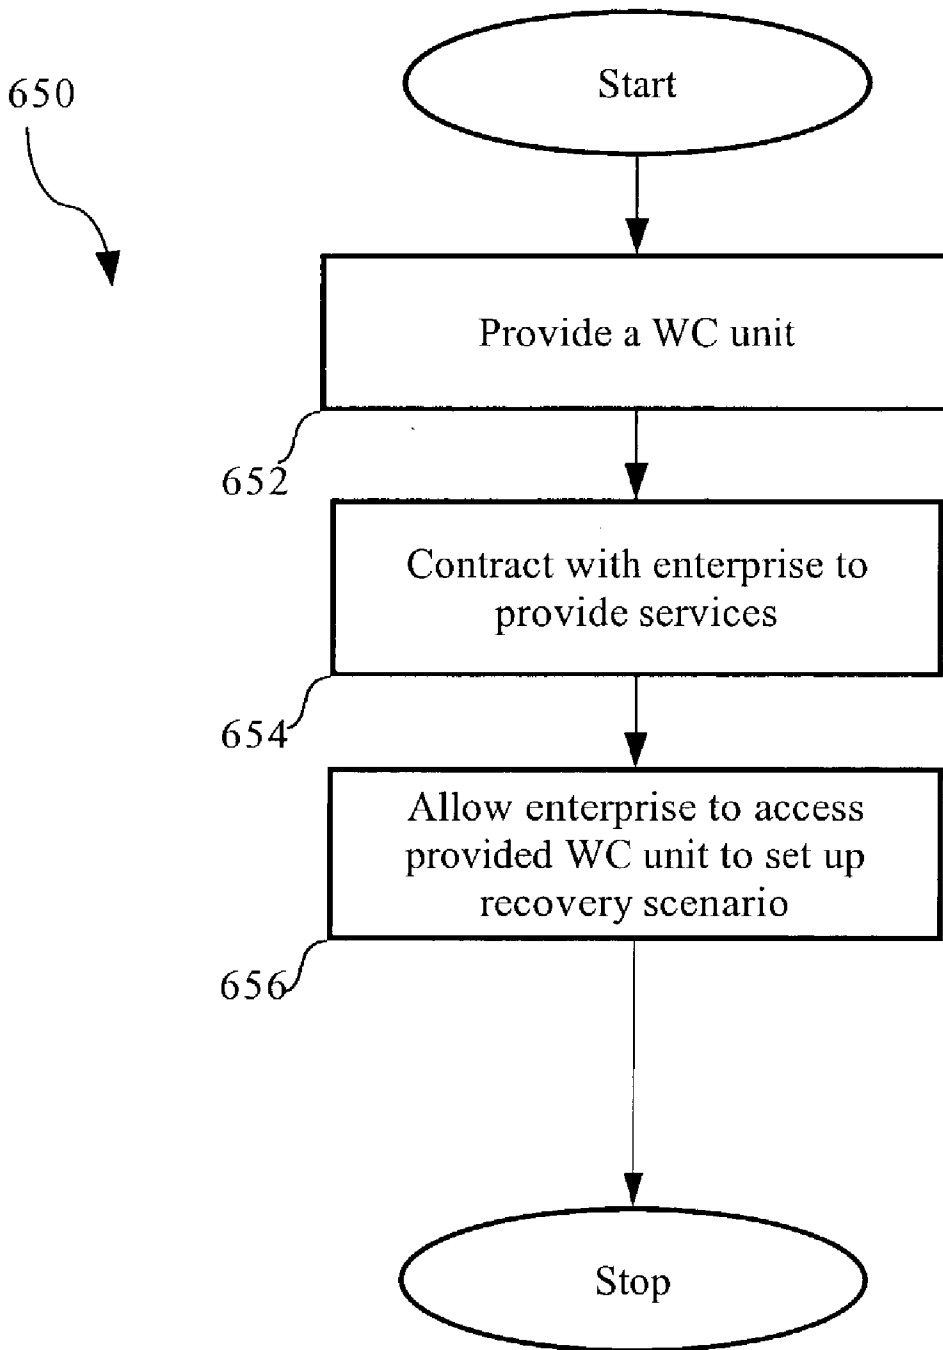 Start
650
Provide a WC unit
652
Contract with enterprise to
provide services
654
Allow enterprise to access
provided WC unit to set up
recovery scenario
656
Stop